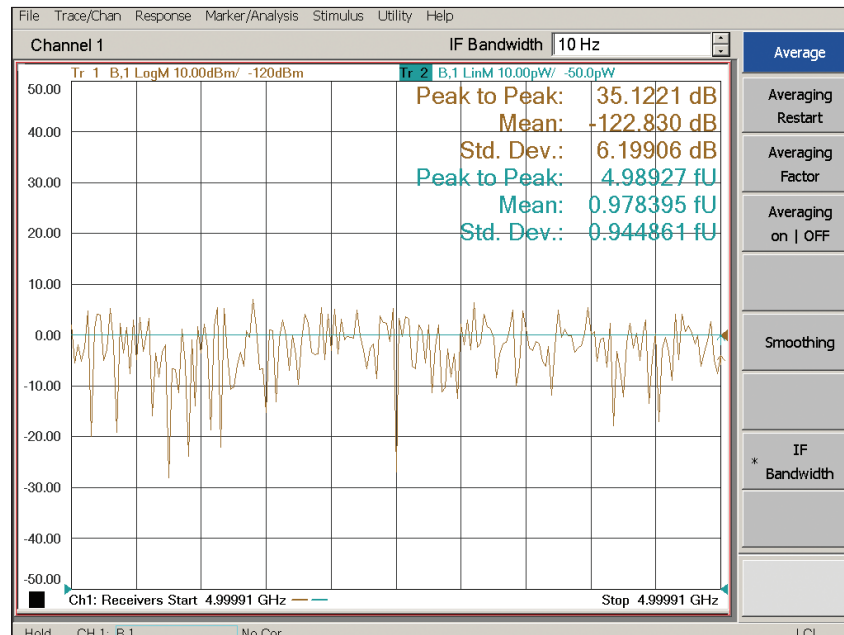 File Trace/Chan Response Marker/Analysis Stimulus Utility Help
Channel 1
IF Bandwidth 10 Hz
Tr 1 B,1 LogM 10.00dBm/ -120dBm
Tr 2 B,1 LinM 10.00pW/ -50.0pW
Peak to Peak: 35.1221 dB
Mean: -122.830 dB
Std. Dev.: 6.19906 dB
Peak to Peak: 4.98927 fU
Mean: 0.978395 fU
Std. Dev.: 0.944861 fU
50.00
40.00
30.00
20.00
10.00
0.00
-10.00
-20.00
-30.00
-40.00
-50.00
Ch1: Receivers Start 4.99991 GHz
Stop 4.99991 GHz
Average
Averaging
Restart
Averaging
Factor
Averaging
on | OFF
Smoothing
* IF
Bandwidth
Hold CH 1: B,1 No Cor LCL